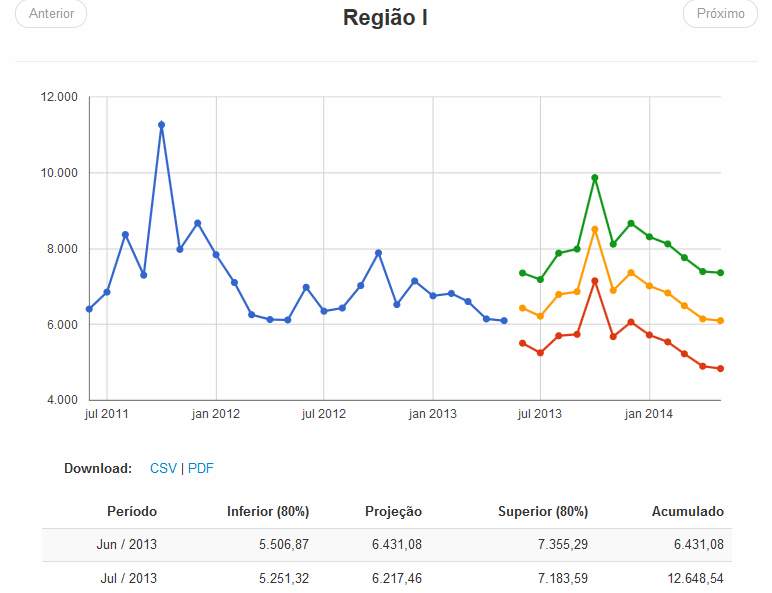 Anterior
Região I
Próximo
12.000
10.000
8.000
6.000
4.000
jul 2011 jan 2012 jul 2012 jan 2013 jul 2013 jan 2014
Download: CSV | PDF
Período Inferior (80%) Projeção Superior (80%) Acumulado
Jun / 2013 5.506,87 6.431,08 7.355,29 6.431,08
Jul / 2013 5.251,32 6.217,46 7.183,59 12.648,54